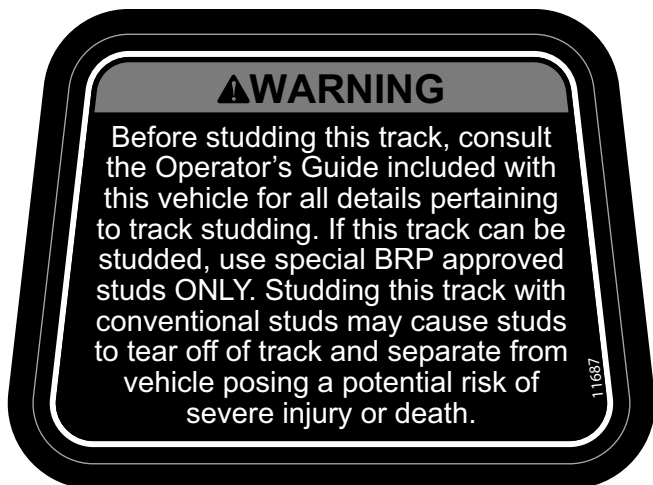 ⚠WARNING
Before studding this track, consult
the Operator’s Guide included with
this vehicle for all details pertaining
to track studding. If this track can be
studded, use special BRP approved
studs ONLY. Studding this track with
conventional studs may cause studs
to tear off of track and separate from
vehicle posing a potential risk of
severe injury or death.
11687